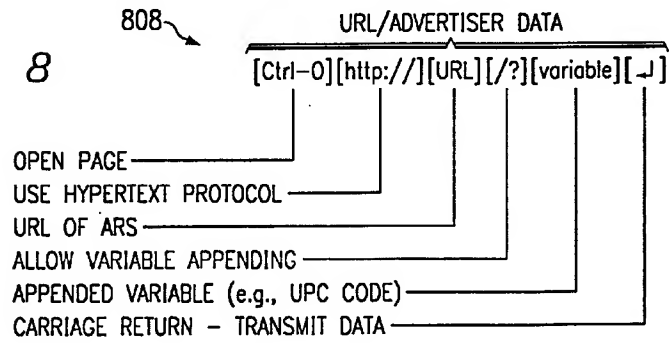 808
URL/ADVERTISER DATA
8
[Ctrl-O][http://][URL][/?][variable][↵]
OPEN PAGE
USE HYPERTEXT PROTOCOL
URL OF ARS
ALLOW VARIABLE APPENDING
APPENDED VARIABLE (e.g., UPC CODE)
CARRIAGE RETURN - TRANSMIT DATA